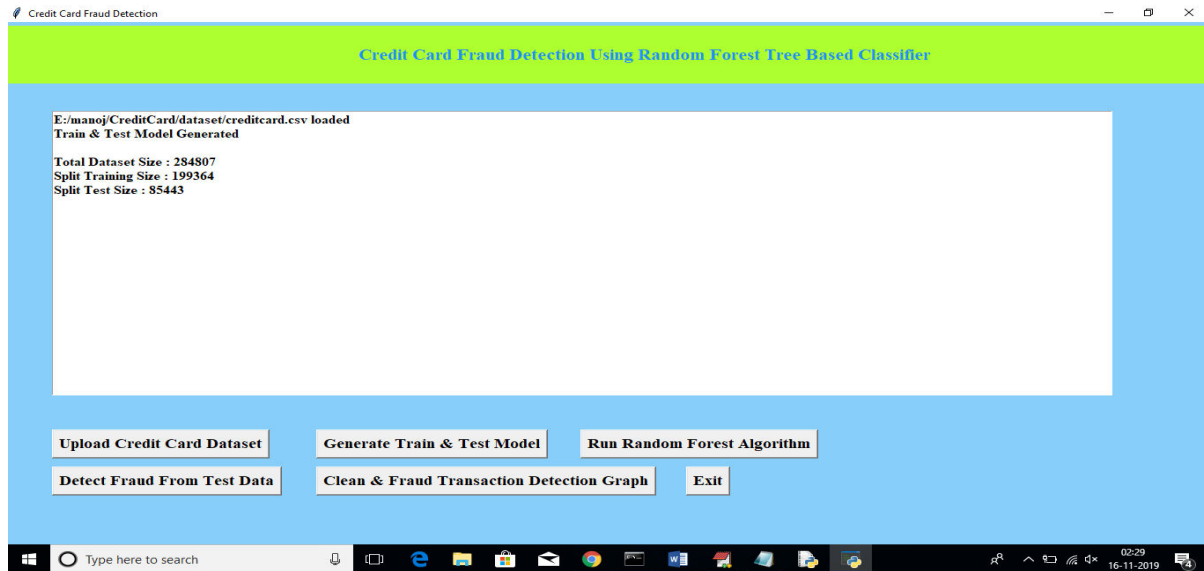 Credit Card Fraud Detection
Credit Card Fraud Detection Using Random Forest Tree Based Classifier
E:/manoj/CreditCard/dataset/creditcard.csv loaded
Train & Test Model Generated
Total Dataset Size : 284807
Split Training Size : 199364
Split Test Size : 85443
Upload Credit Card Dataset
Generate Train & Test Model
Run Random Forest Algorithm
Detect Fraud From Test Data
Clean & Fraud Transaction Detection Graph
Exit
Type here to search
02:29
16-11-2019
4